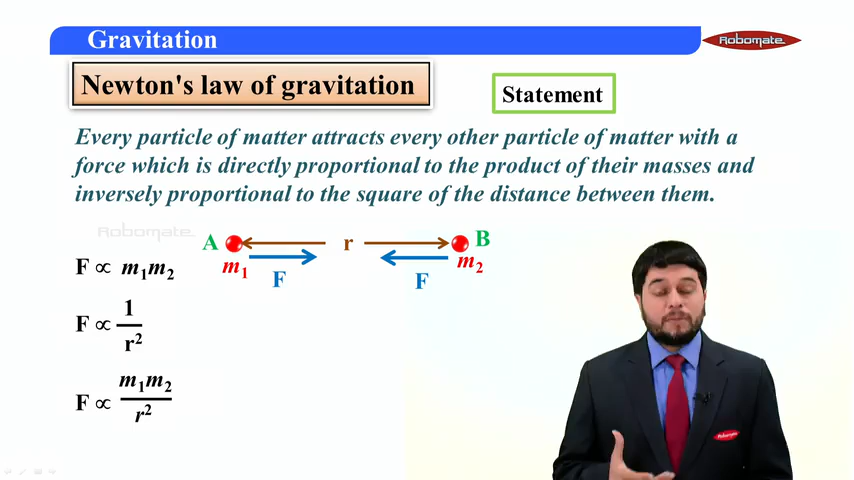 Gravitation
Robomate
Newton's law of gravitation
Statement
Every particle of matter attracts every other particle of matter with a
force which is directly proportional to the product of their masses and
inversely proportional to the square of the distance between them.
Robomate
A r B
m₁ F F m₂
F ∝ m₁m₂
F ∝ 1/r²
F ∝ m₁m₂/r²
Robomate